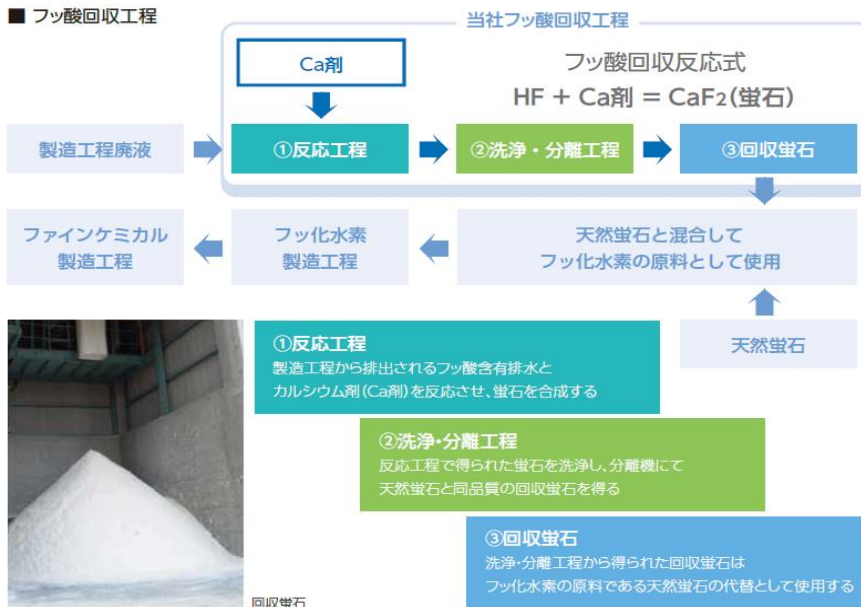 ■ フッ酸回収工程
当社フッ酸回収工程
Ca剤
フッ酸回収反応式
HF + Ca剤 = CaF₂(蛍石)
製造工程廃液
①反応工程
②洗浄・分離工程
③回収蛍石
ファインケミカル
製造工程
フッ化水素
製造工程
天然蛍石と混合して
フッ化水素の原料として使用
天然蛍石
①反応工程
製造工程から排出されるフッ酸含有排水と
カルシウム剤(Ca剤)を反応させ、蛍石を合成する
②洗浄・分離工程
反応工程で得られた蛍石を洗浄し、分離機にて
天然蛍石と同品質の回収蛍石を得る
③回収蛍石
洗浄・分離工程から得られた回収蛍石は
フッ化水素の原料である天然蛍石の代替として使用する
回収蛍石